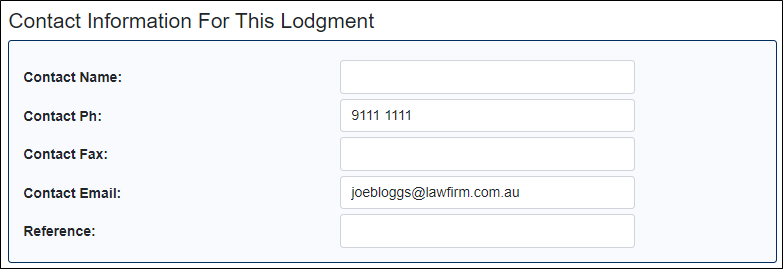 Contact Information For This Lodgment
Contact Name:
Contact Ph: 9111 1111
Contact Fax:
Contact Email: joebloggs@lawfirm.com.au
Reference: